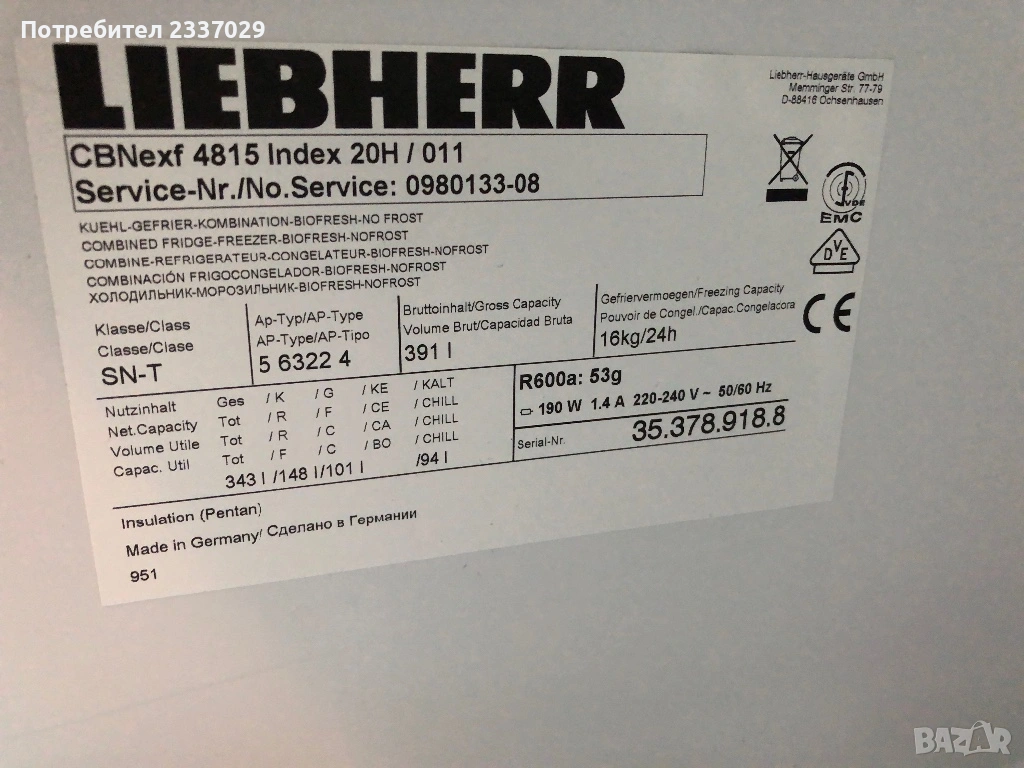 Потребител 2337029
LIEBHERR
Liebherr-Hausgeräte GmbH
Memminger Str. 77-79
D-88416 Ochsenhausen
CBNexf 4815 Index 20H / 011
Service-Nr./No.Service: 0980133-08
VDE
EMC
DVE
CE
KUEHL-GEFRIER-KOMBINATION-BIOFRESH-NO FROST
COMBINED FRIDGE-FREEZER-BIOFRESH-NOFROST
COMBINE-REFRIGERATEUR-CONGELATEUR-BIOFRESH-NOFROST
COMBINACIÓN FRIGOCONGELADOR-BIOFRESH-NOFROST
ХОЛОДИЛЬНИК-МОРОЗИЛЬНИК-BIOFRESH-NOFROST
Klasse/Class
Classe/Clase
SN-T
Ap-Typ/AP-Type
AP-Type/AP-Tipo
5 6322 4
Bruttoinhalt/Gross Capacity
Volume Brut/Capacidad Bruta
391 l
Gefriervermoegen/Freezing Capacity
Pouvoir de Congel./Capac.Congelacora
16kg/24h
Nutzinhalt Ges / K / G / KE / KALT
Net.Capacity Tot / R / F / CE / CHILL
Volume Utile Tot / R / C / CA / CHILL
Capac. Util Tot / F / C / BO / CHILL
343 l /148 l/101 l /94 l
R600a: 53g
190 W 1.4 A 220-240 V ~ 50/60 Hz
Serial-Nr. 35.378.918.8
Insulation (Pentan)
Made in Germany/ Сделано в Германии
951
BAZAR